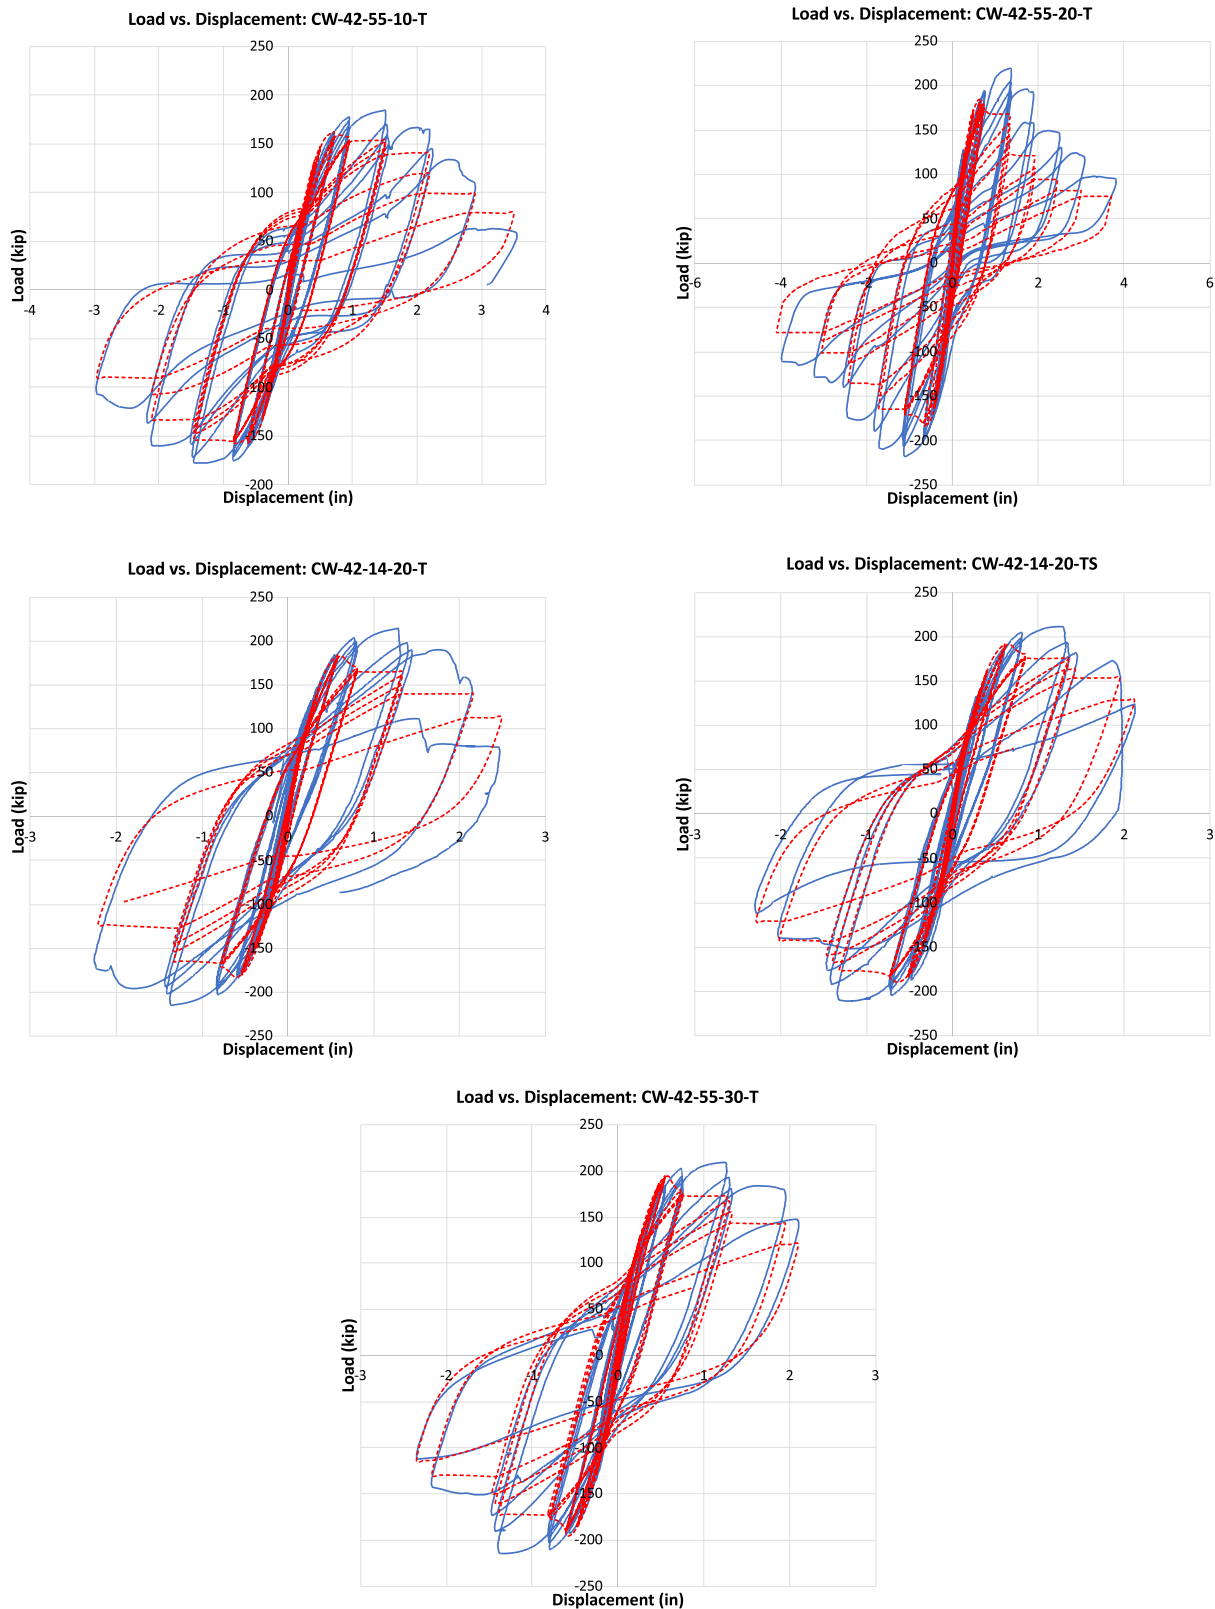 Load vs. Displacement: CW-42-55-10-T
250
200
150
100
50
0
-50
-100
-150
-200
-4 -3 -2 -1 0 1 2 3 4
Load (kip)
Displacement (in)
Load vs. Displacement: CW-42-55-20-T
250
200
150
100
50
0
-50
-100
-150
-200
-250
-6 -4 -2 0 2 4 6
Load (kip)
Displacement (in)
Load vs. Displacement: CW-42-14-20-T
250
200
150
100
50
0
-50
-100
-150
-200
-250
-3 -2 -1 0 1 2 3
Load (kip)
Displacement (in)
Load vs. Displacement: CW-42-14-20-TS
250
200
150
100
50
0
-50
-100
-150
-200
-250
-3 -2 -1 0 1 2 3
Load (kip)
Displacement (in)
Load vs. Displacement: CW-42-55-30-T
250
200
150
100
50
0
-50
-100
-150
-200
-250
-3 -2 -1 0 1 2 3
Load (kip)
Displacement (in)